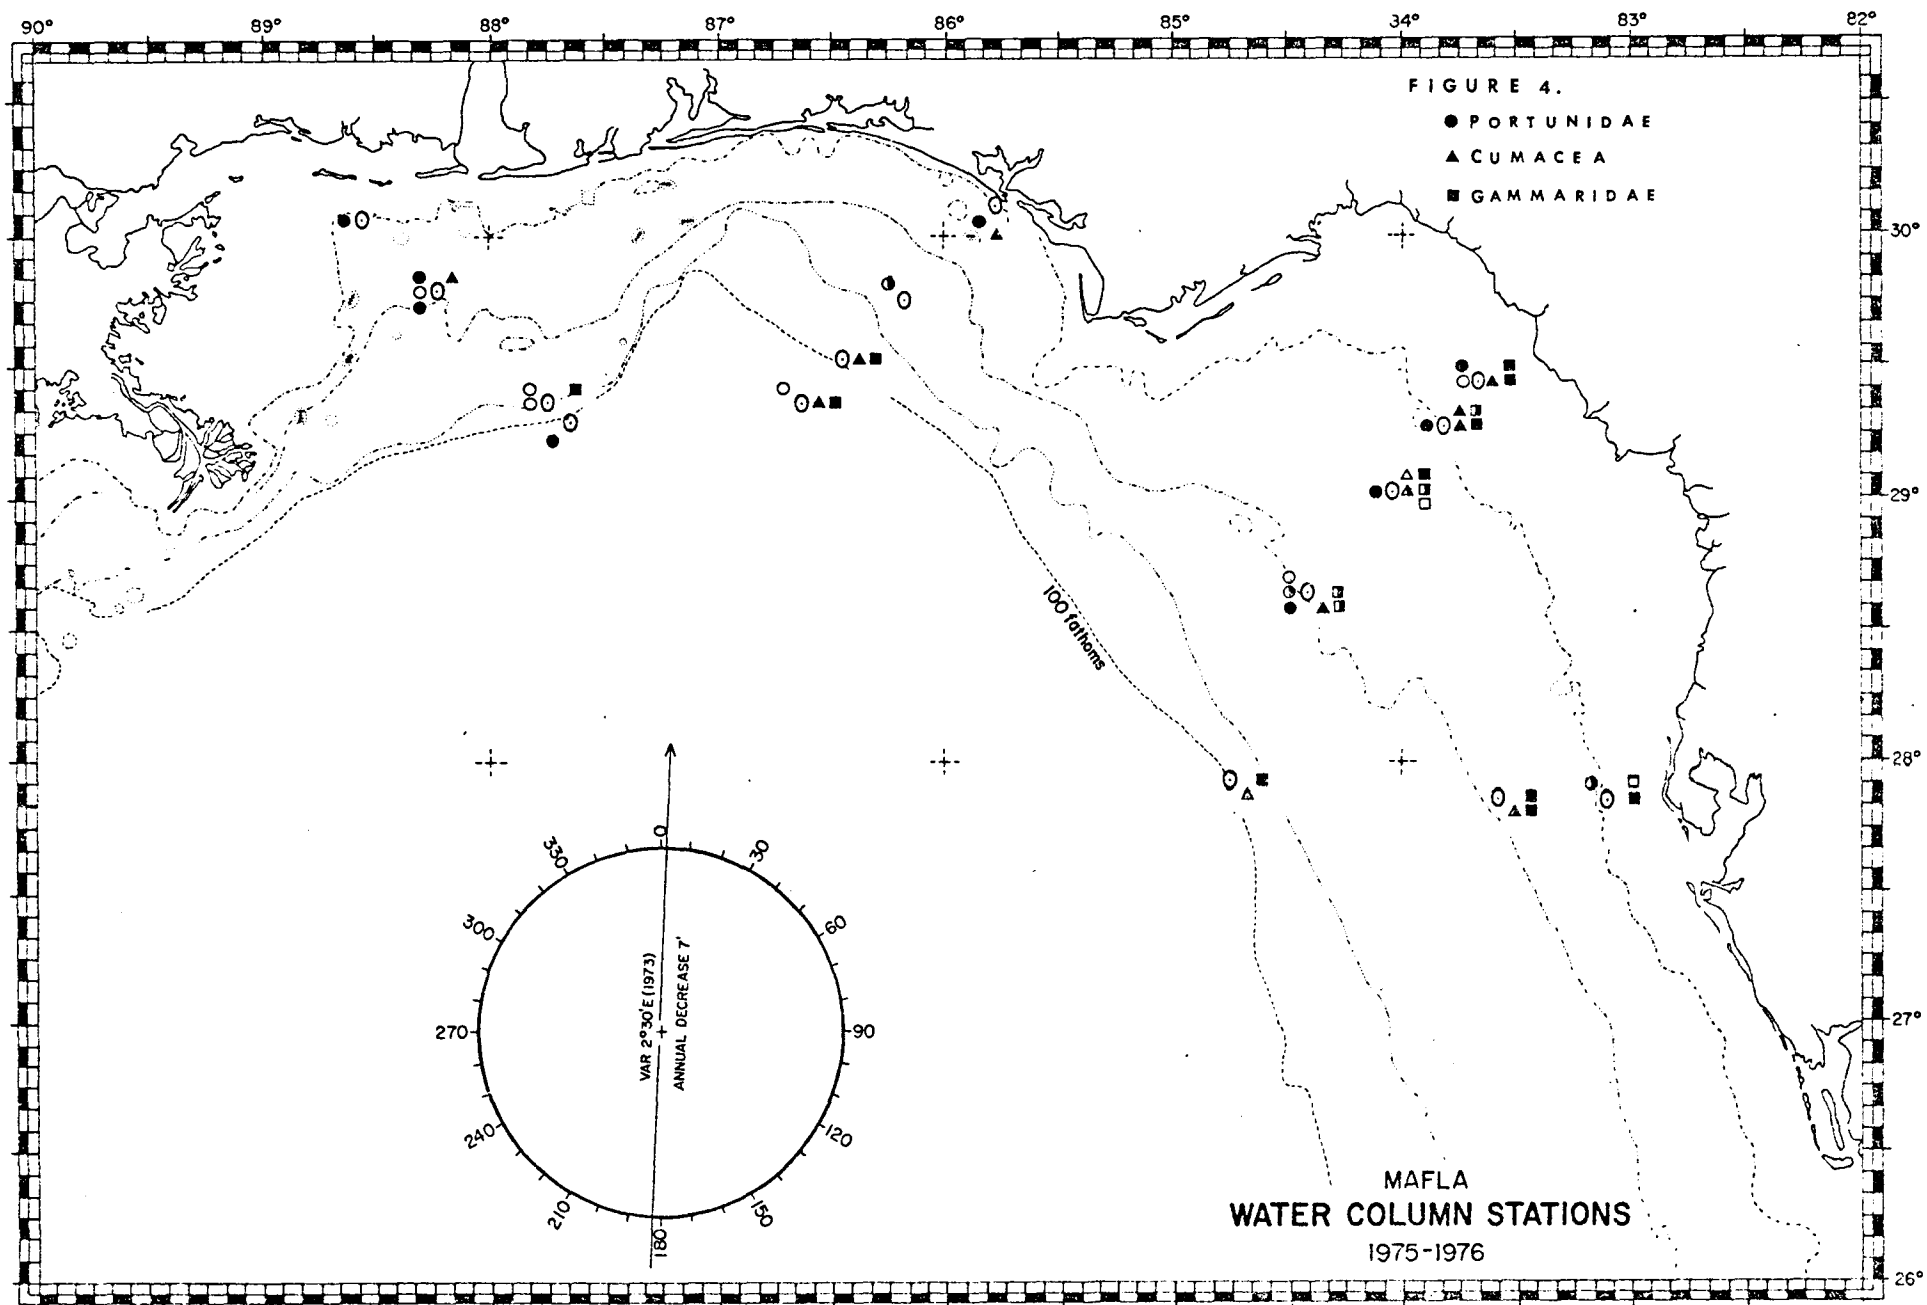 90° 89° 88° 87° 86° 85° 34° 83° 82°
FIGURE 4.
● PORTUNIDAE
▲ CUMACEA
■ GAMMARIDAE
30°
29°
100 fathoms
28°
0
30
60
90
120
150
180
210
240
270
300
330
VAR 2°30'E (1973)
ANNUAL DECREASE 7'
27°
MAFLA
WATER COLUMN STATIONS
1975-1976
26°